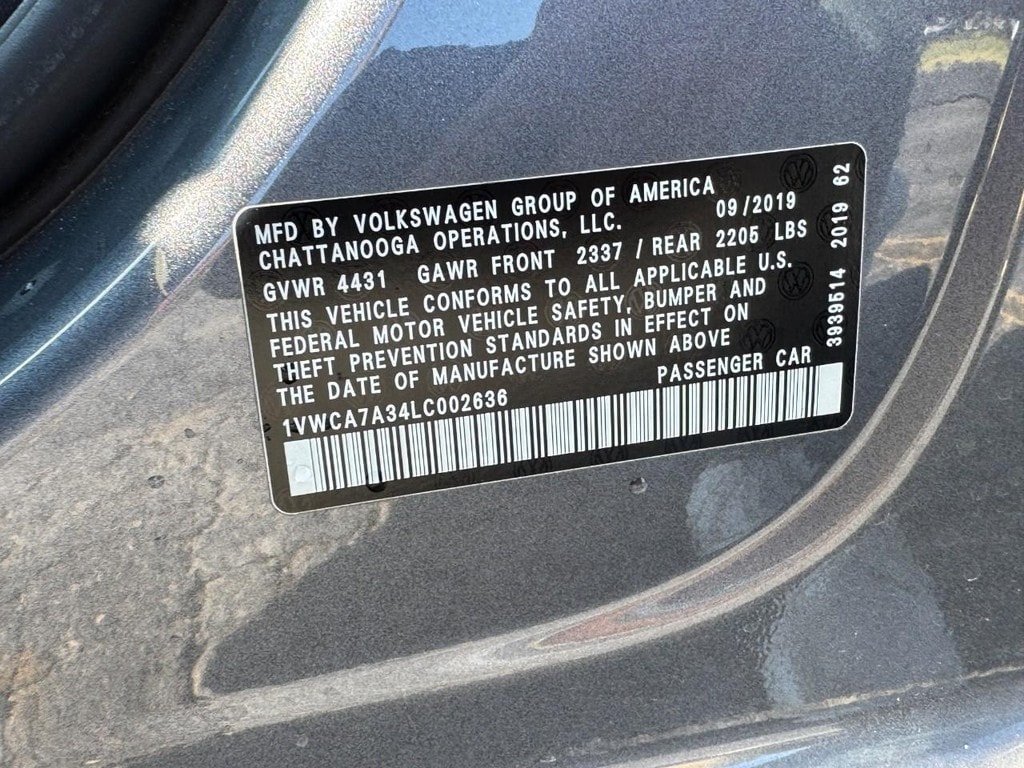 MFD BY VOLKSWAGEN GROUP OF AMERICA
CHATTANOOGA OPERATIONS, LLC. 09/2019
GVWR 4431 GAWR FRONT 2337 / REAR 2205 LBS
THIS VEHICLE CONFORMS TO ALL APPLICABLE U.S.
FEDERAL MOTOR VEHICLE SAFETY, BUMPER AND
THEFT PREVENTION STANDARDS IN EFFECT ON
THE DATE OF MANUFACTURE SHOWN ABOVE
1VWCA7A34LC002636 PASSENGER CAR
3939514 2019 62